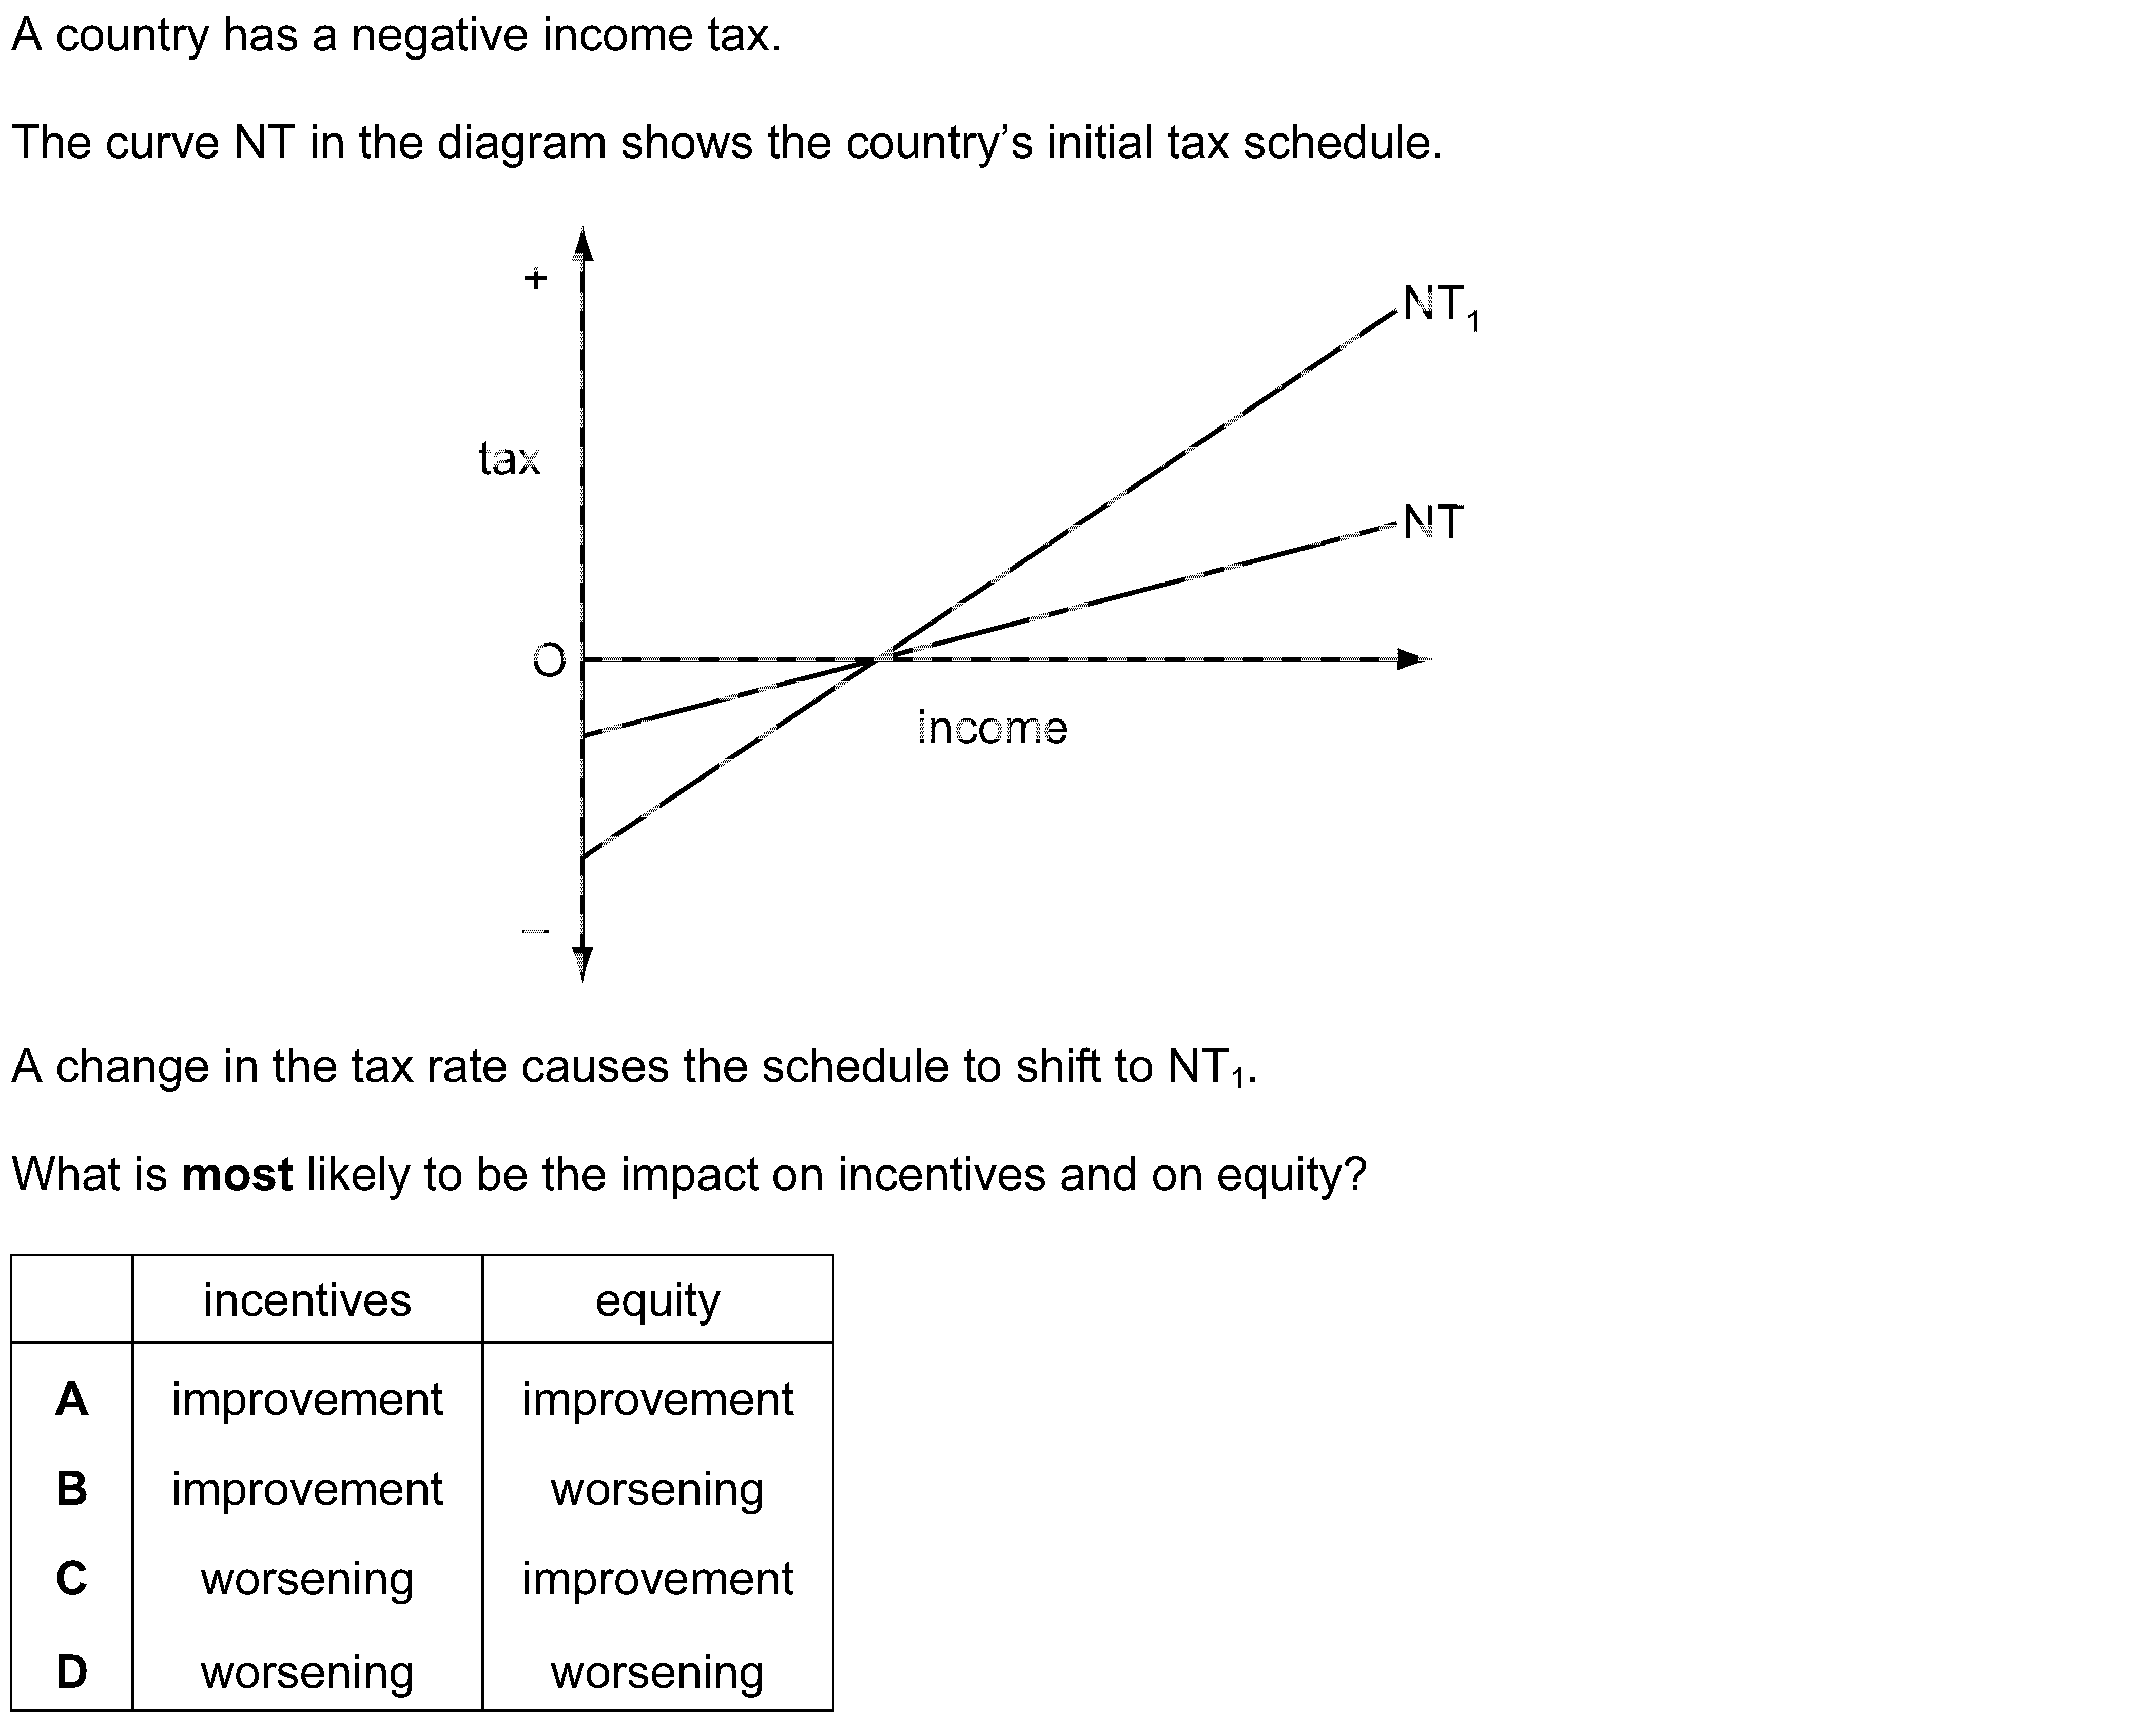 A country has a negative income tax.
The curve NT in the diagram shows the country’s initial tax schedule.
+
NT₁
tax
NT
O
income
–
A change in the tax rate causes the schedule to shift to NT₁.
What is most likely to be the impact on incentives and on equity?
incentives equity
A improvement improvement
B improvement worsening
C worsening improvement
D worsening worsening